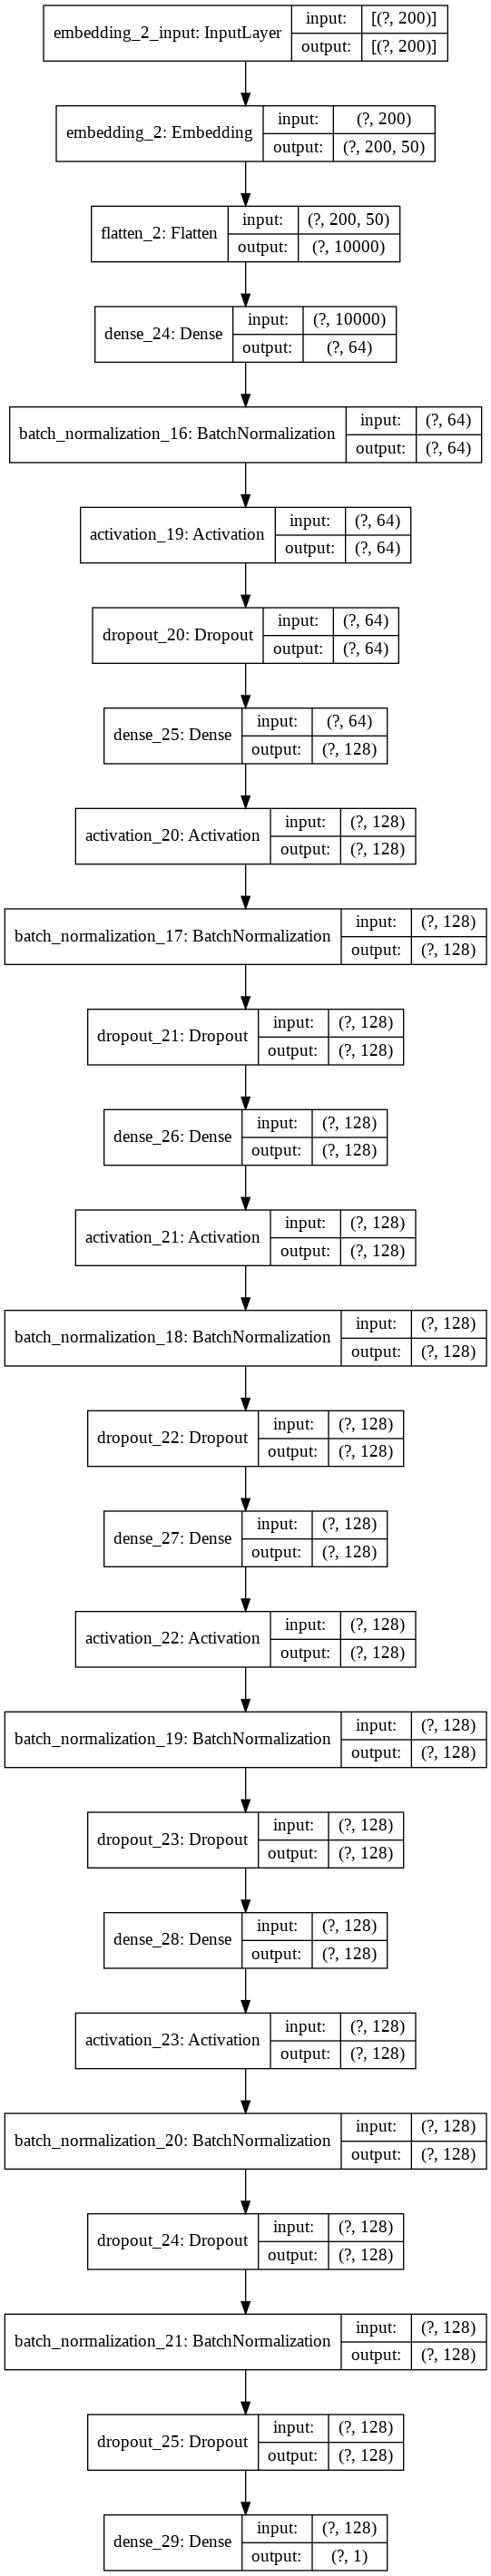 embedding_2_input: InputLayer
input: [(?, 200)]
output: [(?, 200)]
embedding_2: Embedding
input: (?, 200)
output: (?, 200, 50)
flatten_2: Flatten
input: (?, 200, 50)
output: (?, 10000)
dense_24: Dense
input: (?, 10000)
output: (?, 64)
batch_normalization_16: BatchNormalization
input: (?, 64)
output: (?, 64)
activation_19: Activation
input: (?, 64)
output: (?, 64)
dropout_20: Dropout
input: (?, 64)
output: (?, 64)
dense_25: Dense
input: (?, 64)
output: (?, 128)
activation_20: Activation
input: (?, 128)
output: (?, 128)
batch_normalization_17: BatchNormalization
input: (?, 128)
output: (?, 128)
dropout_21: Dropout
input: (?, 128)
output: (?, 128)
dense_26: Dense
input: (?, 128)
output: (?, 128)
activation_21: Activation
input: (?, 128)
output: (?, 128)
batch_normalization_18: BatchNormalization
input: (?, 128)
output: (?, 128)
dropout_22: Dropout
input: (?, 128)
output: (?, 128)
dense_27: Dense
input: (?, 128)
output: (?, 128)
activation_22: Activation
input: (?, 128)
output: (?, 128)
batch_normalization_19: BatchNormalization
input: (?, 128)
output: (?, 128)
dropout_23: Dropout
input: (?, 128)
output: (?, 128)
dense_28: Dense
input: (?, 128)
output: (?, 128)
activation_23: Activation
input: (?, 128)
output: (?, 128)
batch_normalization_20: BatchNormalization
input: (?, 128)
output: (?, 128)
dropout_24: Dropout
input: (?, 128)
output: (?, 128)
batch_normalization_21: BatchNormalization
input: (?, 128)
output: (?, 128)
dropout_25: Dropout
input: (?, 128)
output: (?, 128)
dense_29: Dense
input: (?, 128)
output: (?, 1)